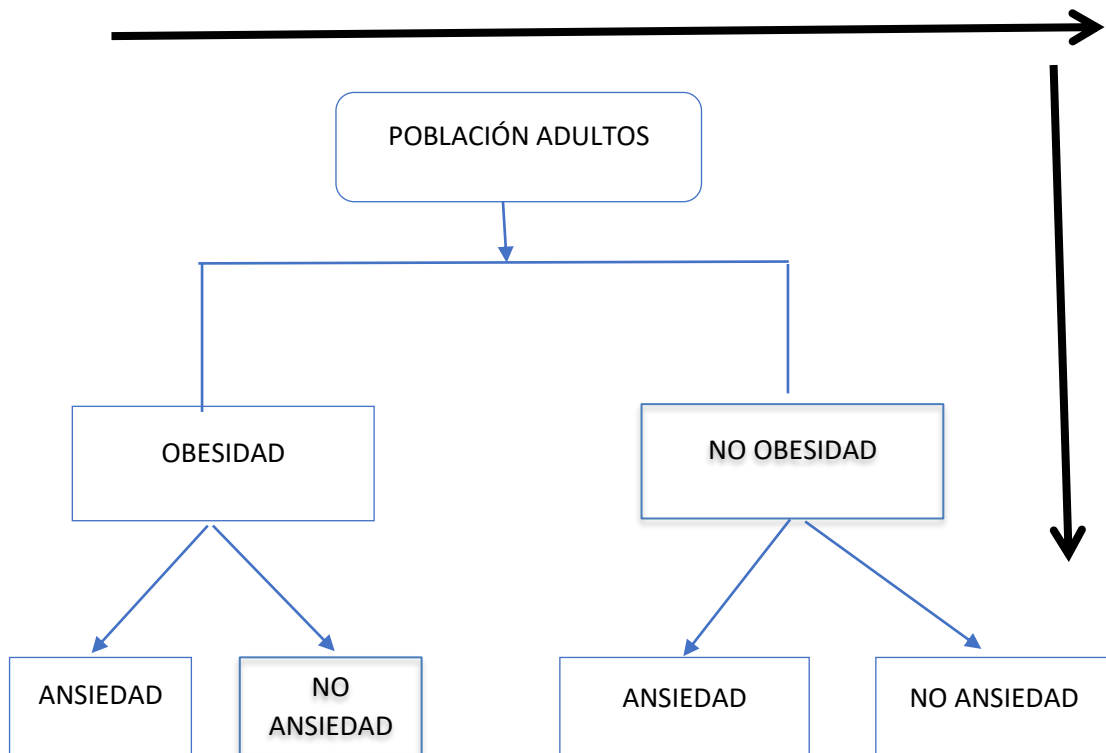 POBLACIÓN ADULTOS
OBESIDAD
NO OBESIDAD
ANSIEDAD
NO
ANSIEDAD
ANSIEDAD
NO ANSIEDAD